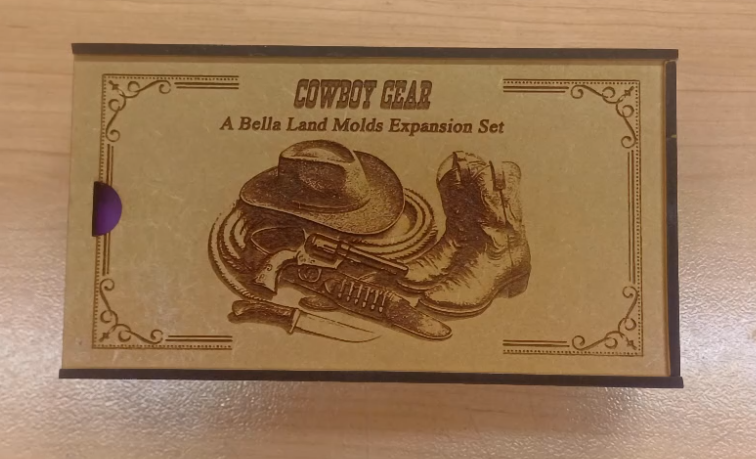 COWBOY GEAR
A Bella Land Molds Expansion Set